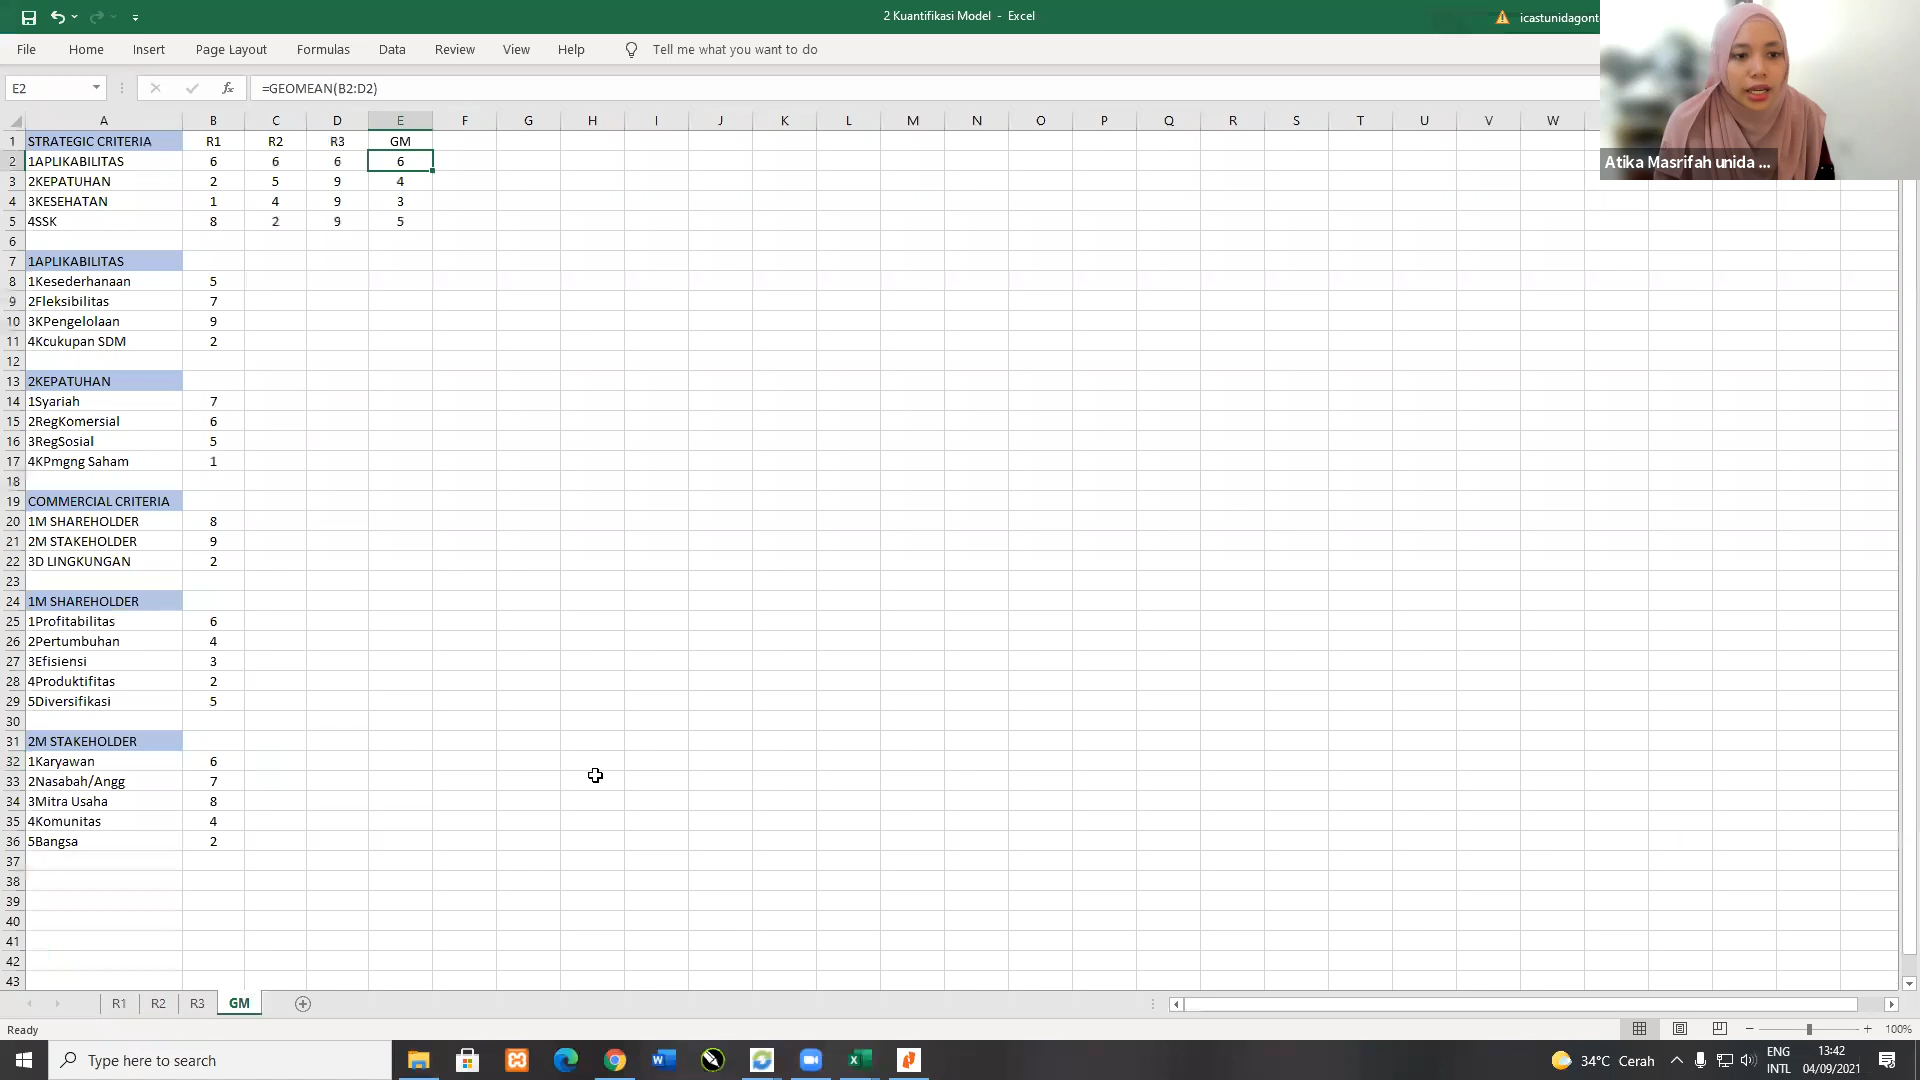 2 Kuantifikasi Model - Excel
icastunidagont
File Home Insert Page Layout Formulas Data Review View Help Tell me what you want to do
E2 fx =GEOMEAN(B2:D2)
A B C D E F G H I J K L M N O P Q R S T U V W
1 STRATEGIC CRITERIA R1 R2 R3 GM
2 1APLIKABILITAS 6 6 6 6
Atika Masrifah unida ...
3 2KEPATUHAN 2 5 9 4
4 3KESEHATAN 1 4 9 3
5 4SSK 8 2 9 5
6
7 1APLIKABILITAS
8 1Kesederhanaan 5
9 2Fleksibilitas 7
10 3KPengelolaan 9
11 4Kcukupan SDM 2
12
13 2KEPATUHAN
14 1Syariah 7
15 2RegKomersial 6
16 3RegSosial 5
17 4KPmgng Saham 1
18
19 COMMERCIAL CRITERIA
20 1M SHAREHOLDER 8
21 2M STAKEHOLDER 9
22 3D LINGKUNGAN 2
23
24 1M SHAREHOLDER
25 1Profitabilitas 6
26 2Pertumbuhan 4
27 3Efisiensi 3
28 4Produktifitas 2
29 5Diversifikasi 5
30
31 2M STAKEHOLDER
32 1Karyawan 6
33 2Nasabah/Angg 7
34 3Mitra Usaha 8
35 4Komunitas 4
36 5Bangsa 2
37
38
39
40
41
42
43
R1 R2 R3 GM
Ready 100%
Type here to search
34°C Cerah
ENG
INTL
13:42
04/09/2021